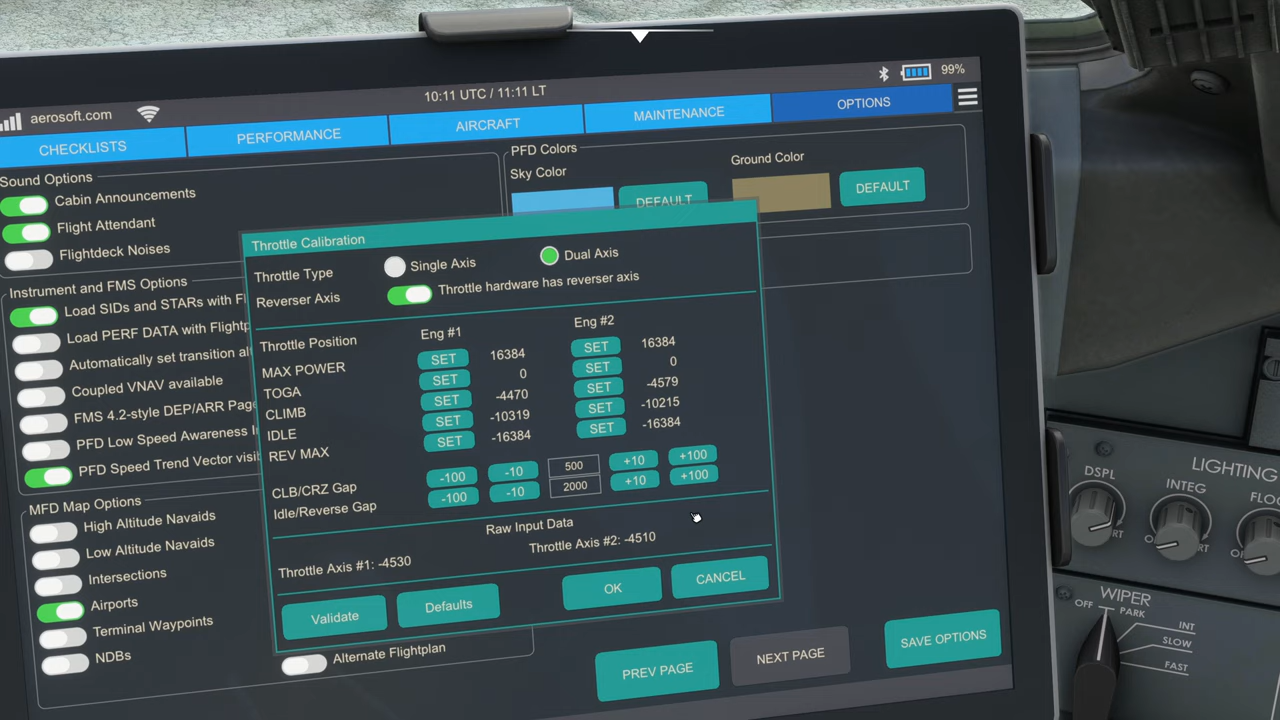 aerosoft.com
10:11 UTC / 11:11 LT
99%
CHECKLISTS
PERFORMANCE
AIRCRAFT
MAINTENANCE
OPTIONS
Sound Options
Cabin Announcements
Flight Attendant
Flightdeck Noises
PFD Colors
Sky Color
DEFAULT
Ground Color
DEFAULT
Instrument and FMS Options
Load SIDs and STARs with Fl
Load PERF DATA with Flightp
Automatically set transition al
Coupled VNAV available
FMS 4.2-style DEP/ARR Page
PFD Low Speed Awareness
PFD Speed Trend Vector visi
MFD Map Options
High Altitude Navaids
Low Altitude Navaids
Intersections
Airports
Terminal Waypoints
NDBs
Throttle Calibration
Throttle Type
Single Axis
Dual Axis
Reverser Axis
Throttle hardware has reverser axis
Throttle Position
Eng #1
Eng #2
MAX POWER
SET
16384
SET
16384
TOGA
SET
0
SET
0
CLIMB
SET
-4470
SET
-4579
IDLE
SET
-10319
SET
-10215
REV MAX
SET
-16384
SET
-16384
CLB/CRZ Gap
-100
-10
500
+10
+100
Idle/Reverse Gap
-100
-10
2000
+10
+100
Raw Input Data
Throttle Axis #1: -4530
Throttle Axis #2: -4510
Validate
Defaults
OK
CANCEL
Alternate Flightplan
PREV PAGE
NEXT PAGE
SAVE OPTIONS
LIGHTING
DSPL
INTEG
FLOO
RT
RT
WIPER
OFF
PARK
INT
SLOW
FAST